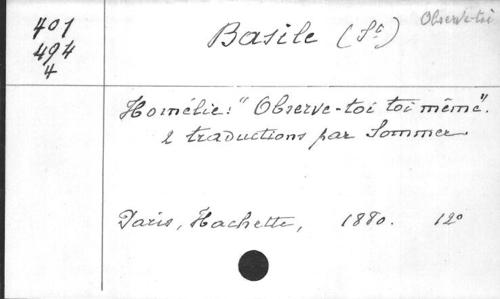 401
494
4
Basile (St)
Observe-toi
Homélie: "Observe-toi toi même".
2 traductions par Sommer
Paris, Hachette, 1880. 12°